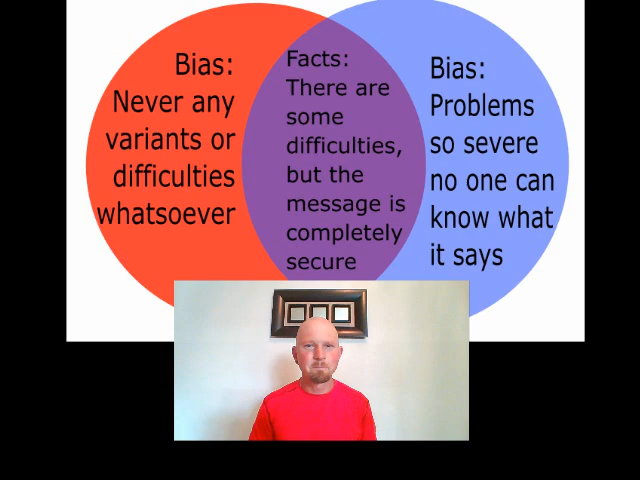 Bias:
Never any
variants or
difficulties
whatsoever
Facts:
There are
some
difficulties,
but the
message is
completely
secure
Bias:
Problems
so severe
no one can
know what
it says